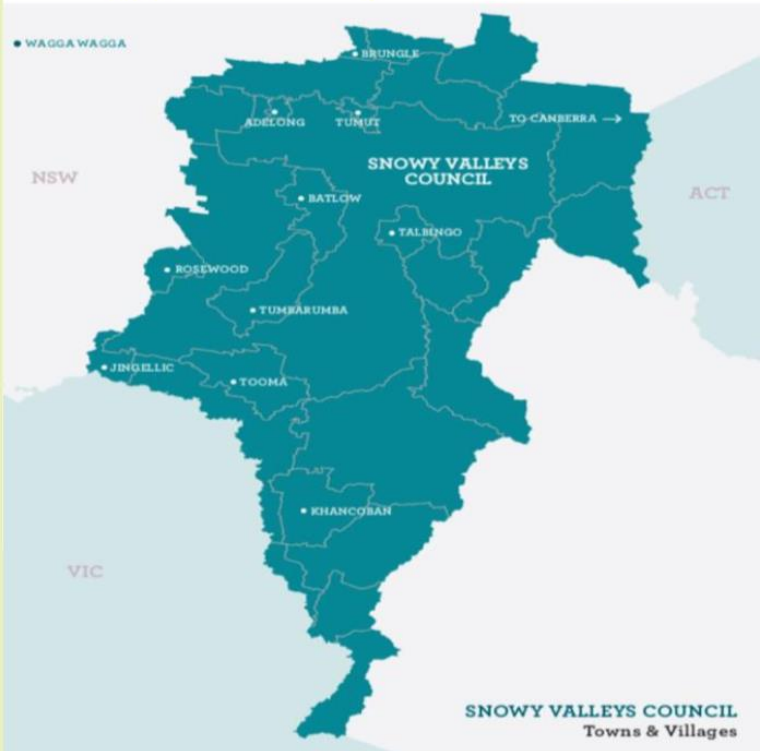 WAGGA WAGGA
BRUNGLE
ADELONG
TUMUT
TO CANBERRA →
SNOWY VALLEYS
COUNCIL
NSW
ACT
BATLOW
TALBINGO
ROSEWOOD
TUMBARUMBA
JINGELLIC
TOOMA
KHANCOBAN
VIC
SNOWY VALLEYS COUNCIL
Towns & Villages